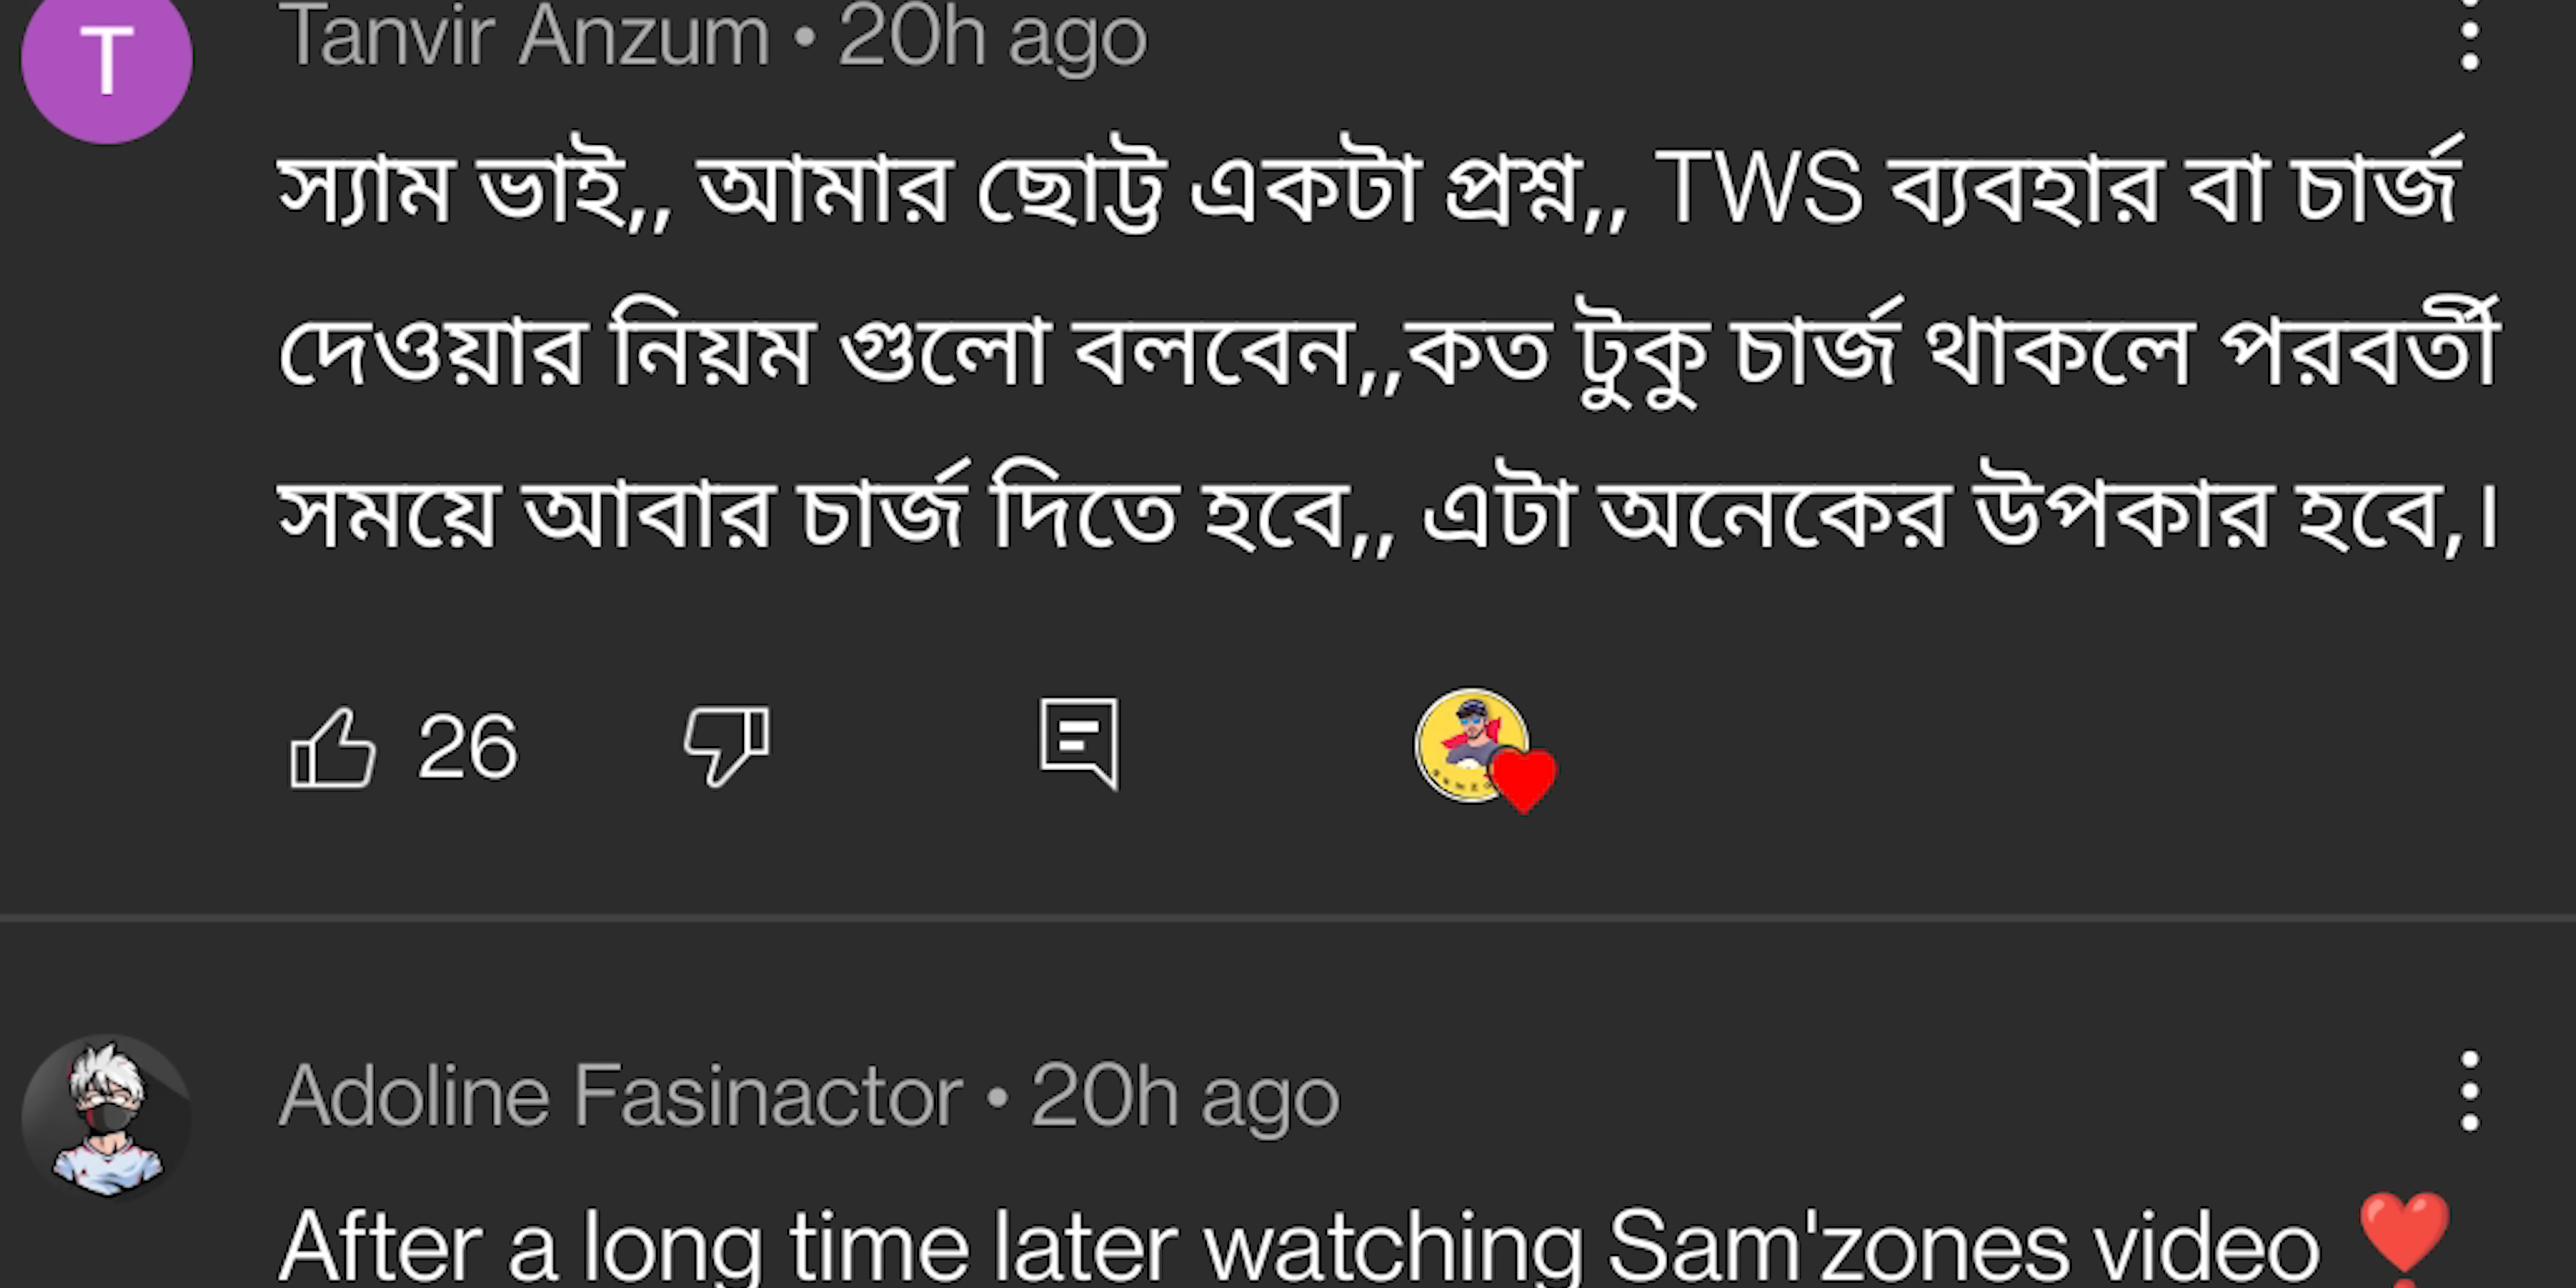 T
Tanvir Anzum • 20h ago
স্যাম ভাই,, আমার ছোট্ট একটা প্রশ্ন,, TWS ব্যবহার বা চার্জ
দেওয়ার নিয়ম গুলো বলবেন,,কত টুকু চার্জ থাকলে পরবর্তী
সময়ে আবার চার্জ দিতে হবে,, এটা অনেকের উপকার হবে,।
26
Adoline Fasinactor • 20h ago
After a long time later watching Sam'zones video ❤️